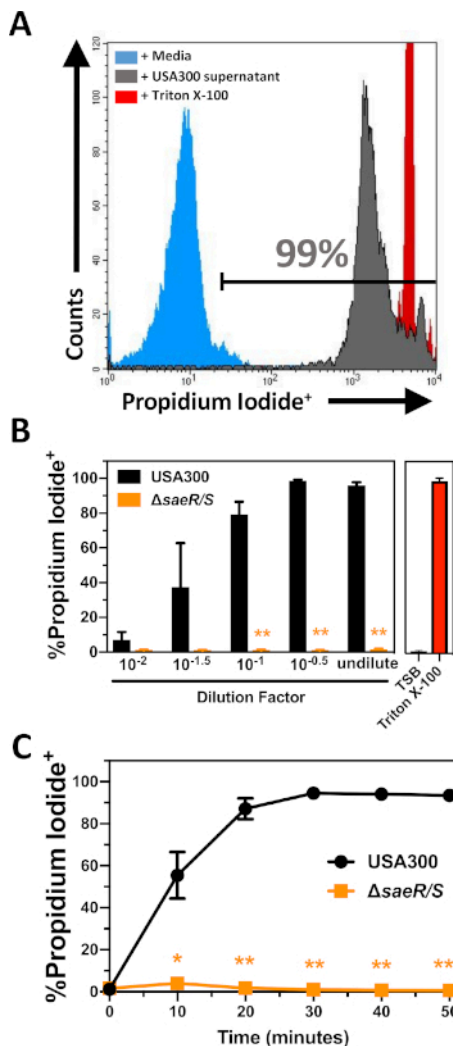 A
+ Media
+ USA300 supernatant
+ Triton X-100
120
100
80
60
40
20
0
99%
Counts
10⁰ 10¹ 10² 10³ 10⁴
Propidium Iodide⁺
B
USA300
ΔsaeR/S
%Propidium Iodide⁺
100
80
60
40
20
0
** ** **
10⁻² 10⁻¹·⁵ 10⁻¹ 10⁻⁰·⁵ undilute
Dilution Factor
TSB
Triton X-100
C
%Propidium Iodide⁺
100
80
60
40
20
0
USA300
ΔsaeR/S
* ** ** ** **
0 10 20 30 40 50
Time (minutes)